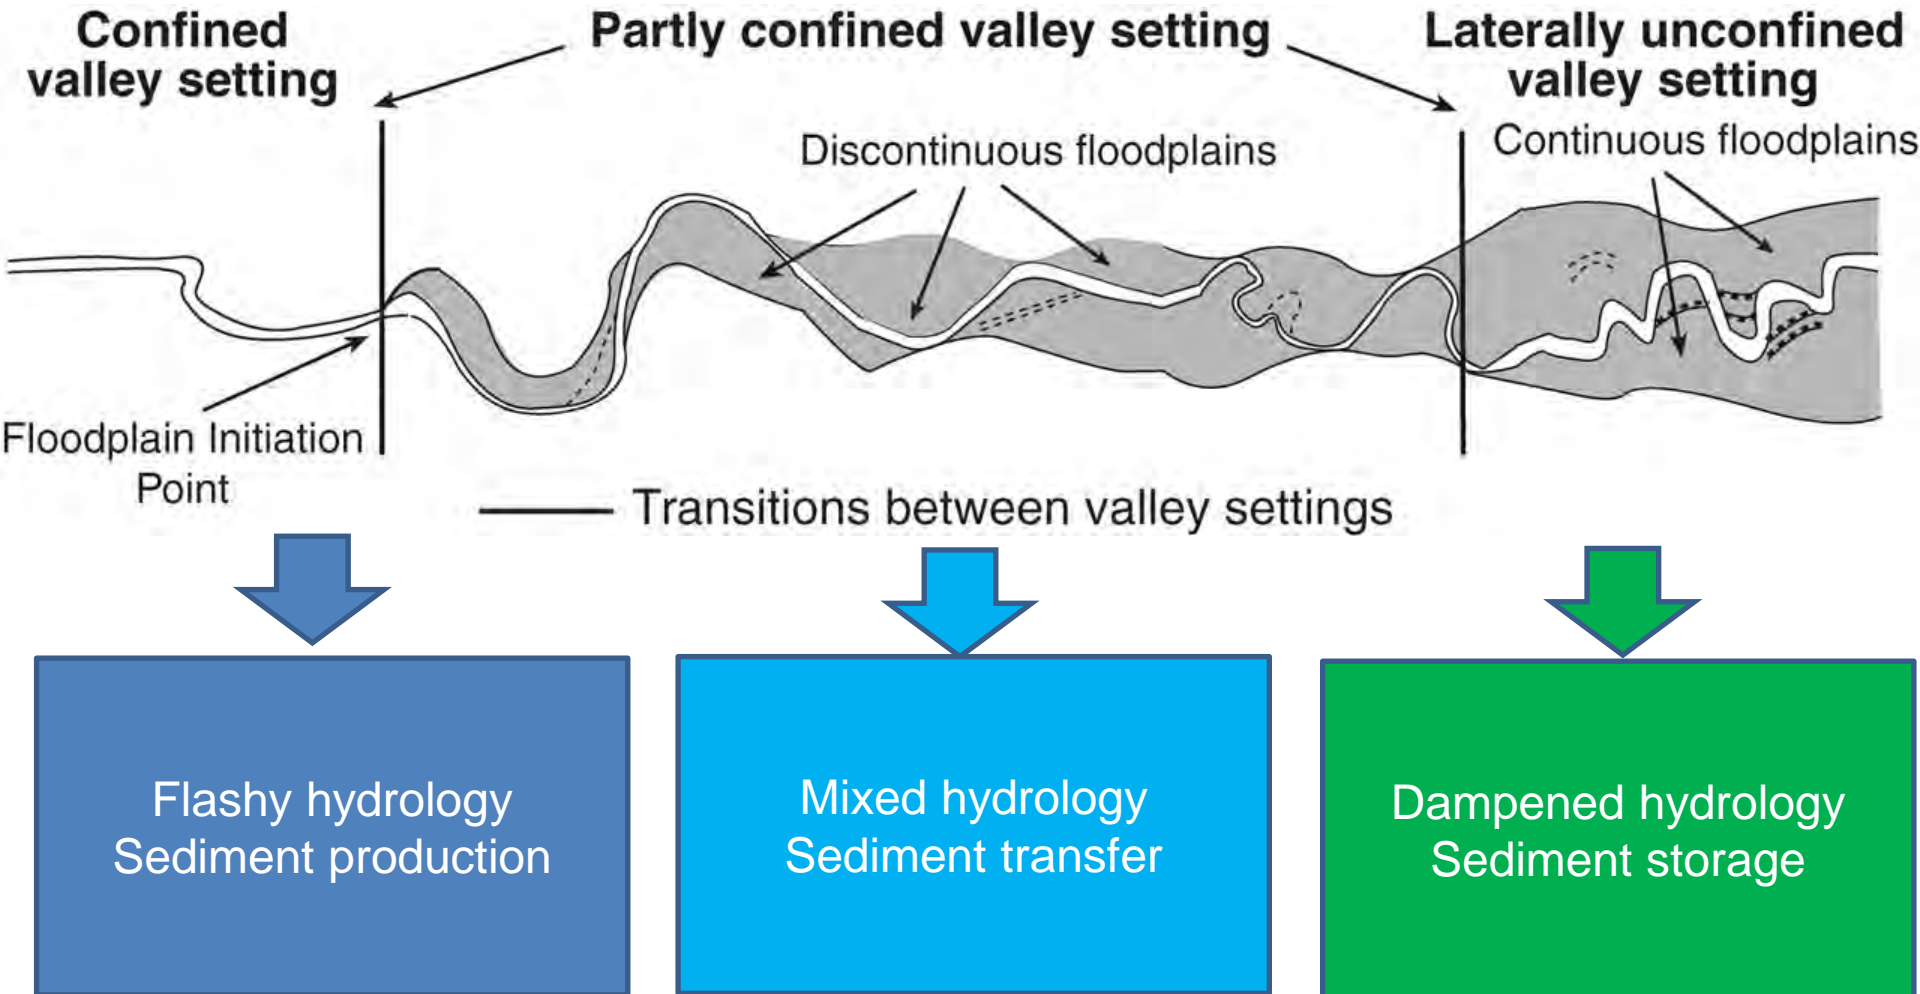 Confined
valley setting
Partly confined valley setting
Laterally unconfined
valley setting
Discontinuous floodplains
Continuous floodplains
Floodplain Initiation
Point
Transitions between valley settings
Flashy hydrology
Sediment production
Mixed hydrology
Sediment transfer
Dampened hydrology
Sediment storage